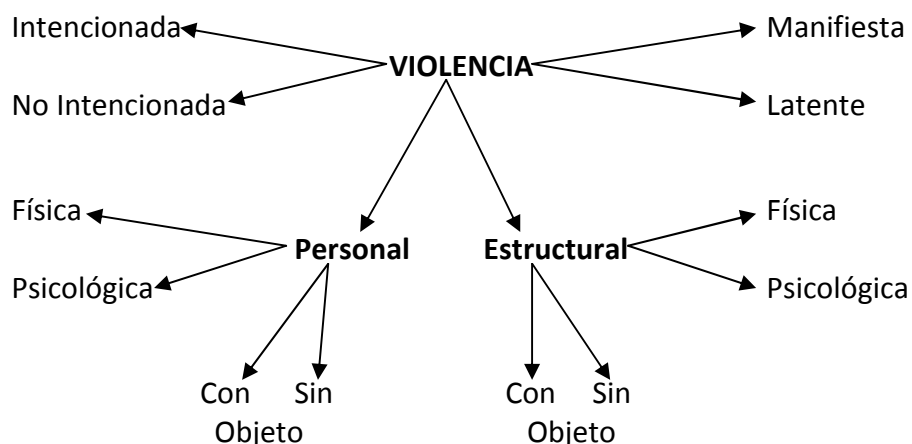 Intencionada
Manifiesta
VIOLENCIA
No Intencionada
Latente
Física
Física
Personal
Estructural
Psicológica
Psicológica
Con Sin
Con Sin
Objeto
Objeto